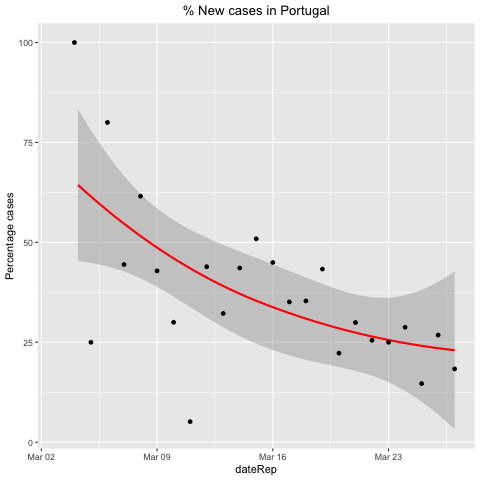 % New cases in Portugal
Percentage cases
100
75
50
25
0
Mar 02 Mar 09 Mar 16 Mar 23
dateRep